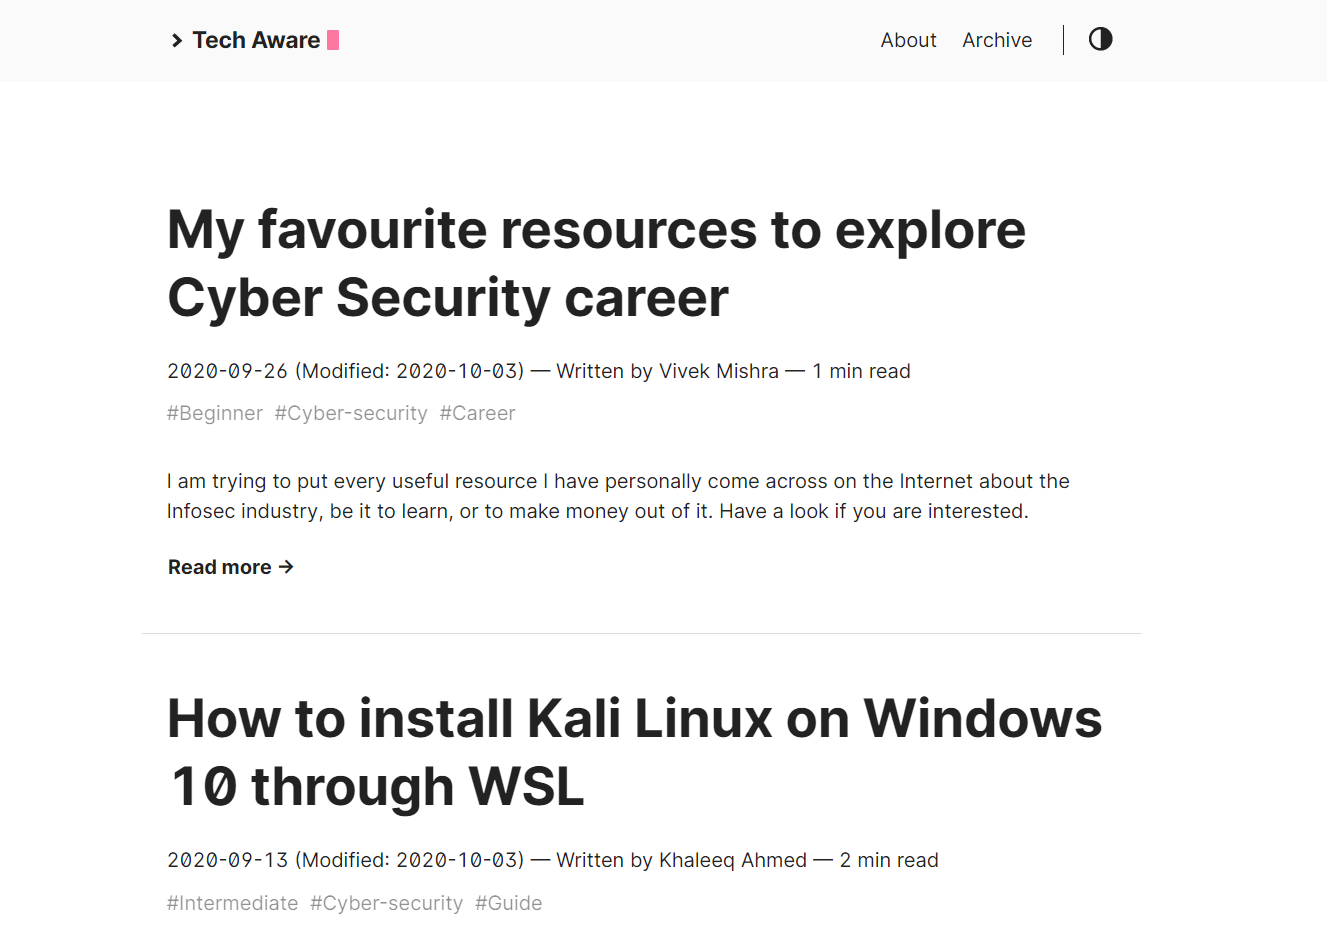 > Tech Aware
About Archive
My favourite resources to explore
Cyber Security career
2020-09-26 (Modified: 2020-10-03) — Written by Vivek Mishra — 1 min read
#Beginner #Cyber-security #Career
I am trying to put every useful resource I have personally come across on the Internet about the
Infosec industry, be it to learn, or to make money out of it. Have a look if you are interested.
Read more →
How to install Kali Linux on Windows
10 through WSL
2020-09-13 (Modified: 2020-10-03) — Written by Khaleeq Ahmed — 2 min read
#Intermediate #Cyber-security #Guide